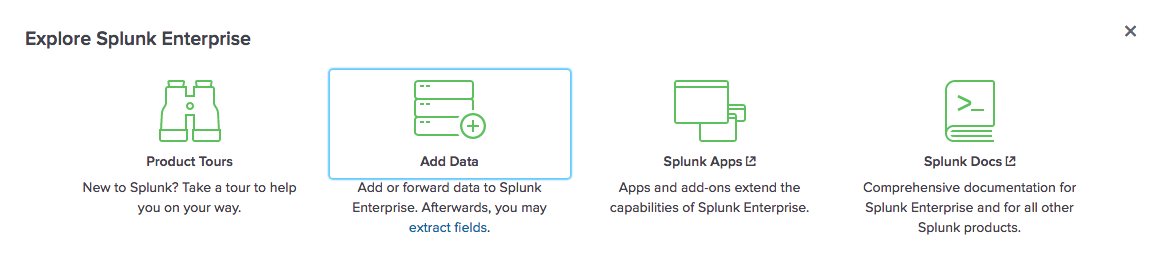 Explore Splunk Enterprise
×
>_
Product Tours
New to Splunk? Take a tour to help
you on your way.
Add Data
Add or forward data to Splunk
Enterprise. Afterwards, you may
extract fields.
Splunk Apps
Apps and add-ons extend the
capabilities of Splunk Enterprise.
Splunk Docs
Comprehensive documentation for
Splunk Enterprise and for all other
Splunk products.